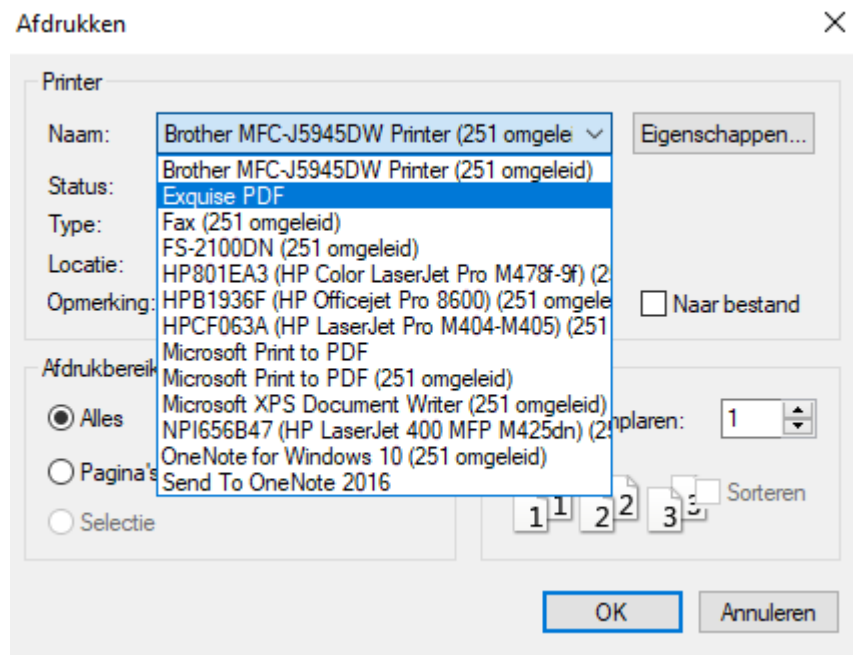 Afdrukken
Printer
Naam: Brother MFC-J5945DW Printer (251 omgelei Eigenschappen...
Brother MFC-J5945DW Printer (251 omgeleid)
Status: Exquise PDF
Type: Fax (251 omgeleid)
FS-2100DN (251 omgeleid)
Locatie: HP801EA3 (HP Color LaserJet Pro M478f-9f) (2
Opmerking: HPB1936F (HP Officejet Pro 8600) (251 omgele Naar bestand
HPCF063A (HP LaserJet Pro M404-M405) (251
Microsoft Print to PDF
Afdrukbereik Microsoft Print to PDF (251 omgeleid)
Alles Microsoft XPS Document Writer (251 omgeleid) mplaren: 1
NPI656B47 (HP LaserJet 400 MFP M425dn) (25
OneNote for Windows 10 (251 omgeleid)
Pagina's Send To OneNote 2016
1 1 2 2 3 3 Sorteren
Selectie
OK Annuleren